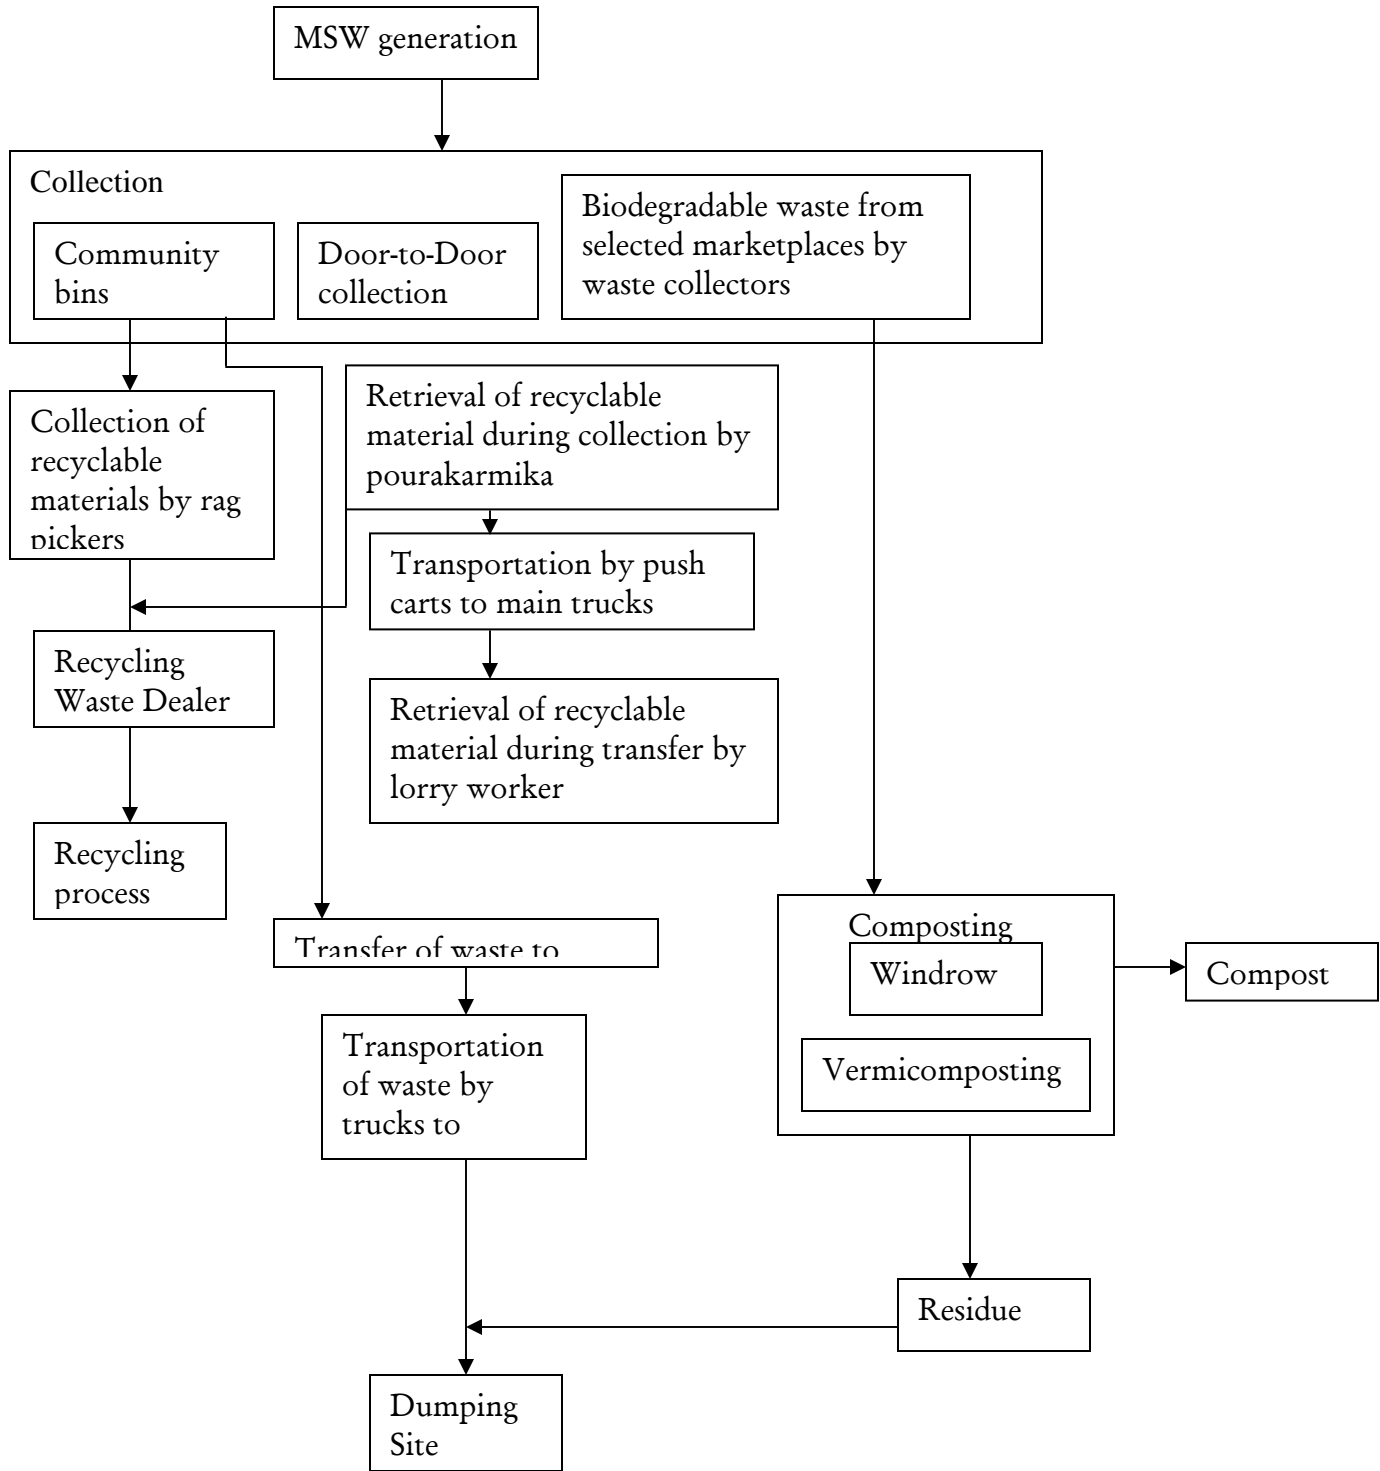 MSW generation
Collection
Community
bins
Door-to-Door
collection
Biodegradable waste from
selected marketplaces by
waste collectors
Collection of
recyclable
materials by rag
pickers
Retrieval of recyclable
material during collection by
pourakarmika
Transportation by push
carts to main trucks
Recycling
Waste Dealer
Retrieval of recyclable
material during transfer by
lorry worker
Recycling
process
Transfer of waste to
Composting
Windrow
Vermicomposting
Compost
Transportation
of waste by
trucks to
Residue
Dumping
Site